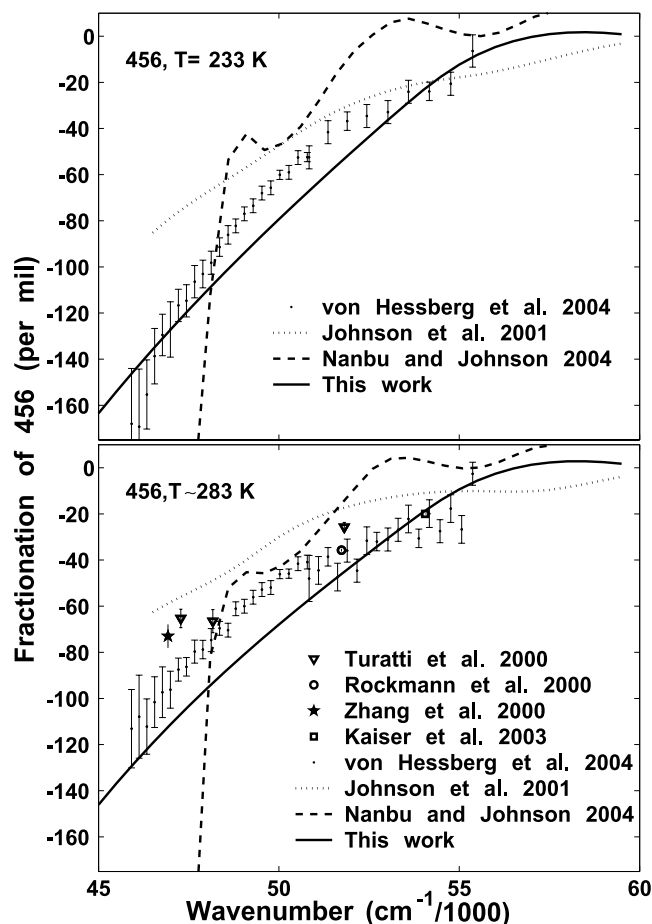 0
-20
-40
-60
-80
-100
-120
-140
-160
456, T= 233 K
von Hessberg et al. 2004
Johnson et al. 2001
Nanbu and Johnson 2004
This work
Fractionation of 456 (per mil)
0
-20
-40
-60
-80
-100
-120
-140
-160
456,T~283 K
Turatti et al. 2000
Rockmann et al. 2000
Zhang et al. 2000
Kaiser et al. 2003
von Hessberg et al. 2004
Johnson et al. 2001
Nanbu and Johnson 2004
This work
45 50 55 60
Wavenumber (cm⁻¹/1000)